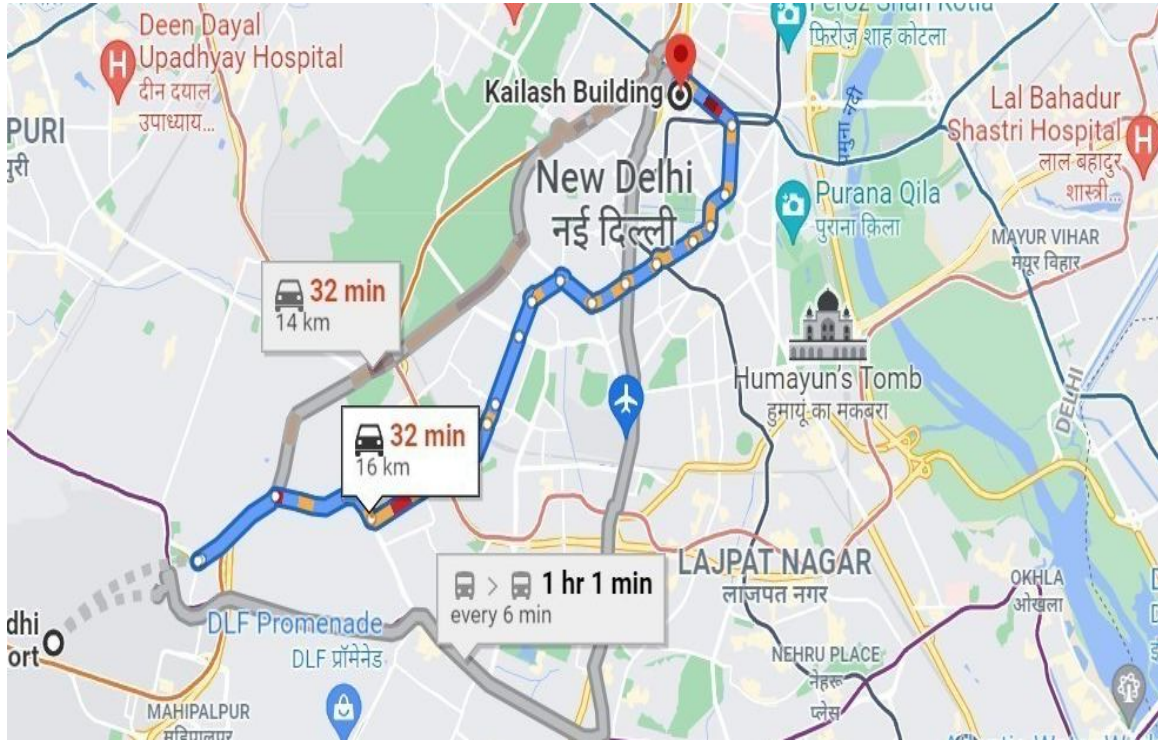 Deen Dayal
Upadhyay Hospital
दीन दयाल
उपाध्याय...
H
PURI
पुरी
Kailash Building
फिरोज़ शाह कोटला
Lal Bahadur
Shastri Hospital
लाल बहादुर
शास्त्री...
H
New Delhi
नई दिल्ली
Purana Qila
पुराना क़िला
MAYUR VIHAR
मयूर विहार
32 min
14 km
Humayun's Tomb
हुमायूं का मकबरा
DELHI
32 min
16 km
LAJPAT NAGAR
लाजपत नगर
1 hr 1 min
every 6 min
OKHLA
ओखला
dhi
ort
DLF Promenade
DLF प्रॉमेनेड
NEHRU PLACE
नेहरू
प्लेस
MAHIPALPUR